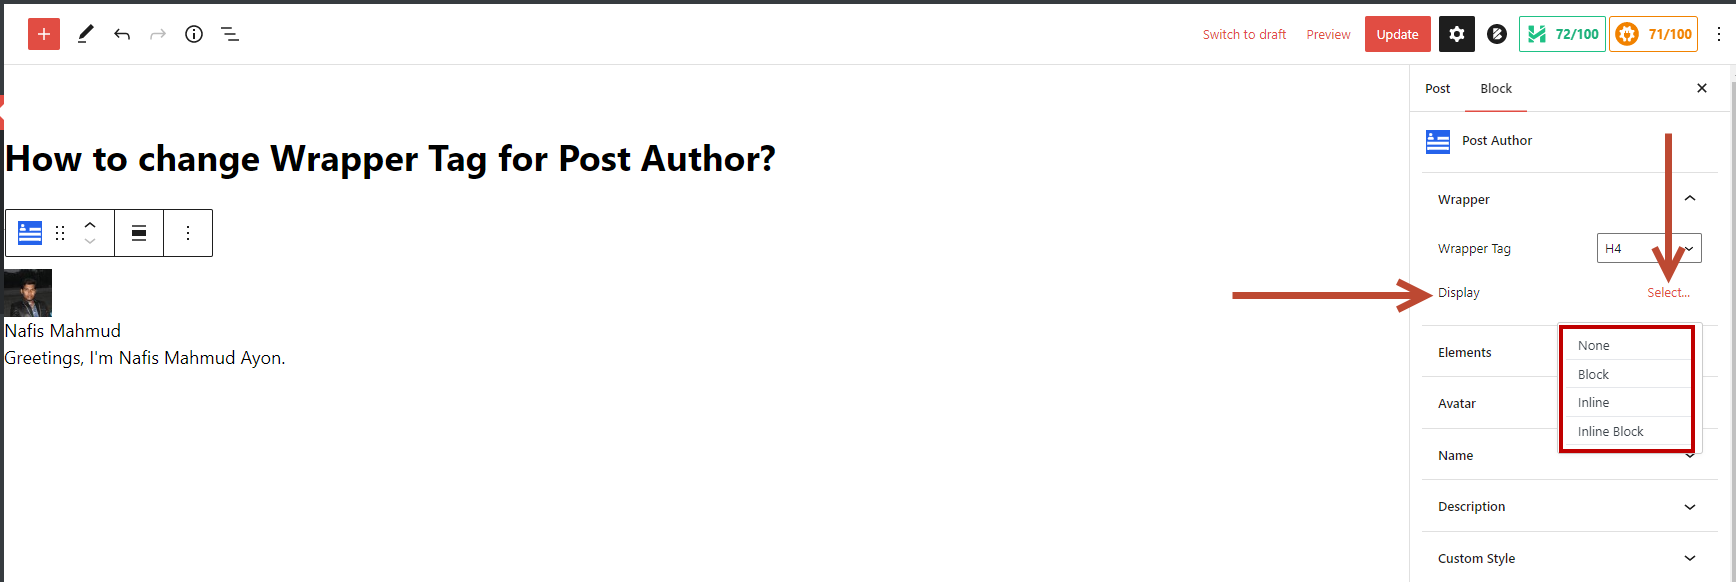 Switch to draft Preview Update 72/100 71/100
Post Block
Post Author
How to change Wrapper Tag for Post Author?
Wrapper
Wrapper Tag H4
Display Select...
Nafis Mahmud
Greetings, I'm Nafis Mahmud Ayon.
None
Elements
Block
Inline
Avatar
Inline Block
Name
Description
Custom Style